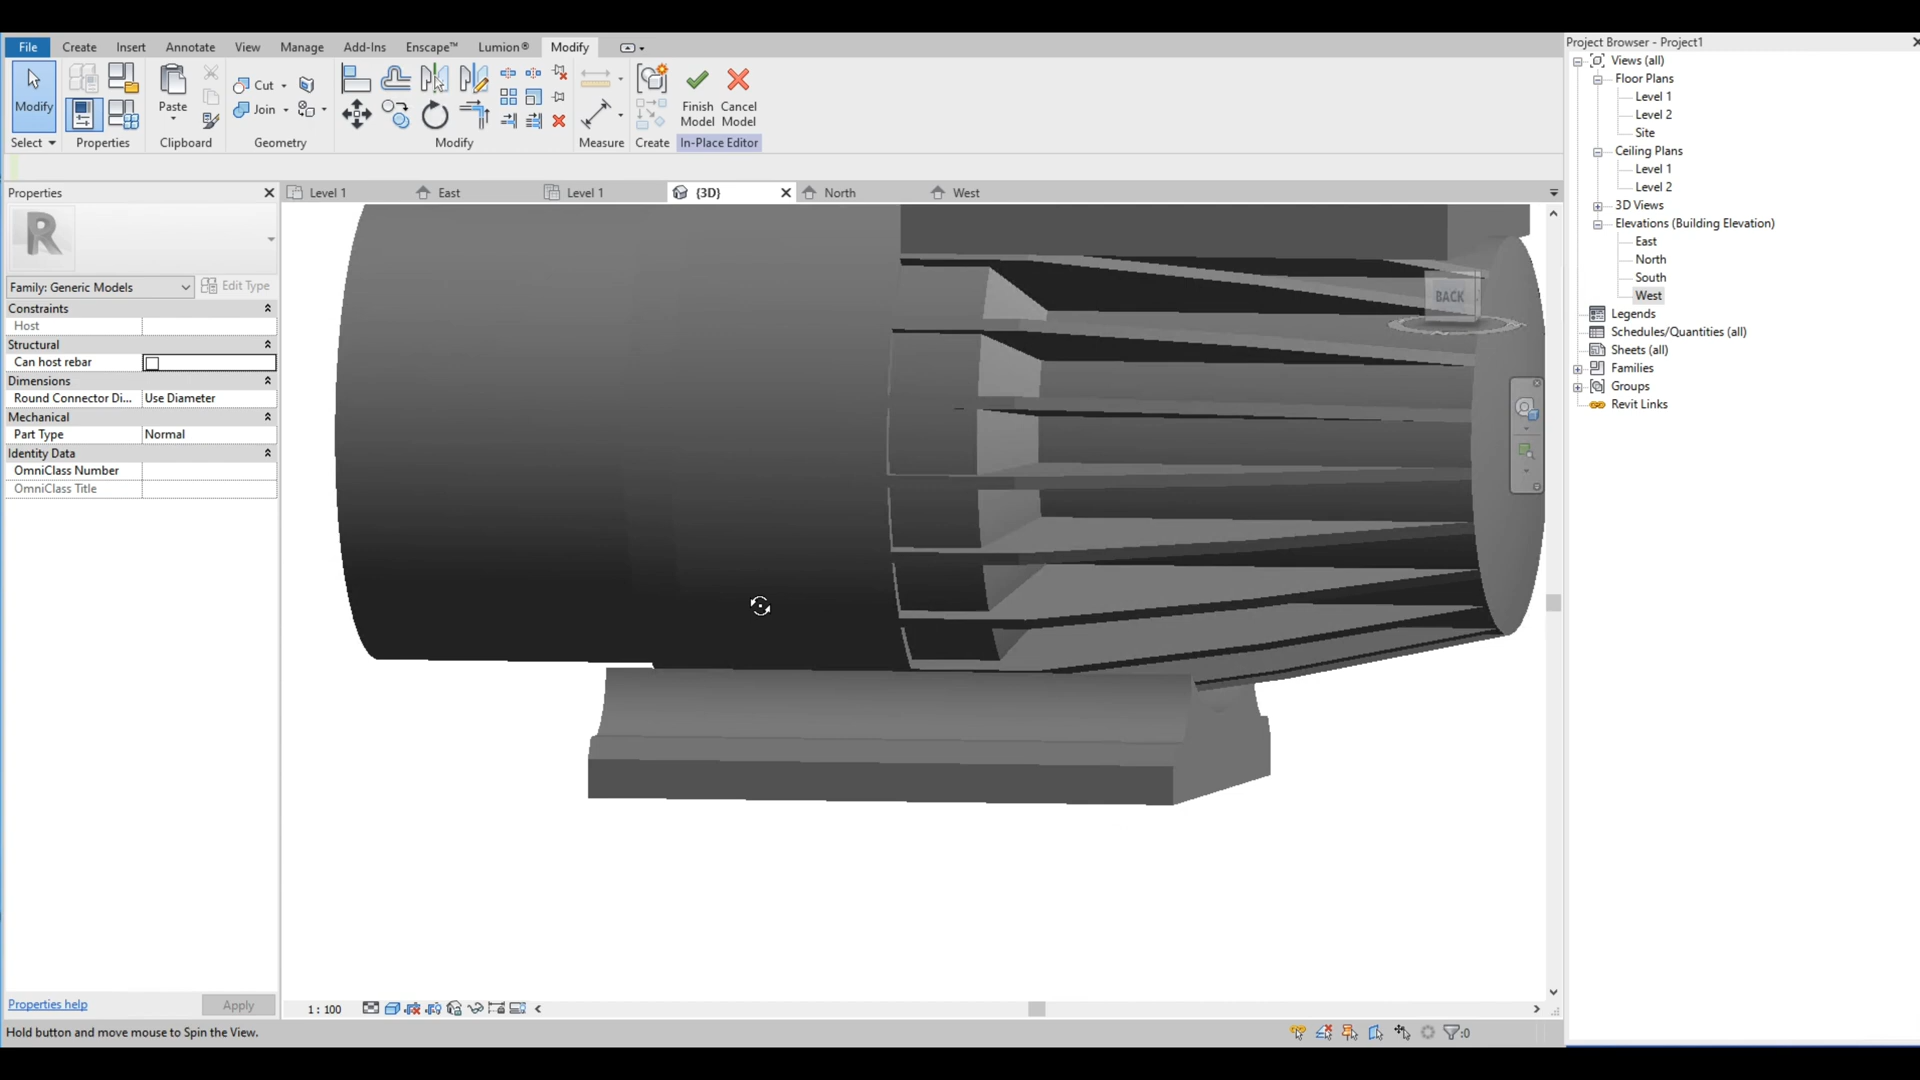 File Create Insert Annotate View Manage Add-Ins Enscape™ Lumion® Modify
Modify
Select
Properties
Paste
Clipboard
Cut
Join
Geometry
Modify
Measure
Create
Finish Model
Cancel Model
In-Place Editor
Properties
R
Family: Generic Models
Edit Type
Constraints
Host
Structural
Can host rebar
Dimensions
Round Connector Di... Use Diameter
Mechanical
Part Type Normal
Identity Data
OmniClass Number
OmniClass Title
Properties help
Apply
Level 1 East Level 1 {3D} North West
BACK
1 : 100
Hold button and move mouse to Spin the View.
:0
Project Browser - Project1
Views (all)
Floor Plans
Level 1
Level 2
Site
Ceiling Plans
Level 1
Level 2
3D Views
Elevations (Building Elevation)
East
North
South
West
Legends
Schedules/Quantities (all)
Sheets (all)
Families
Groups
Revit Links